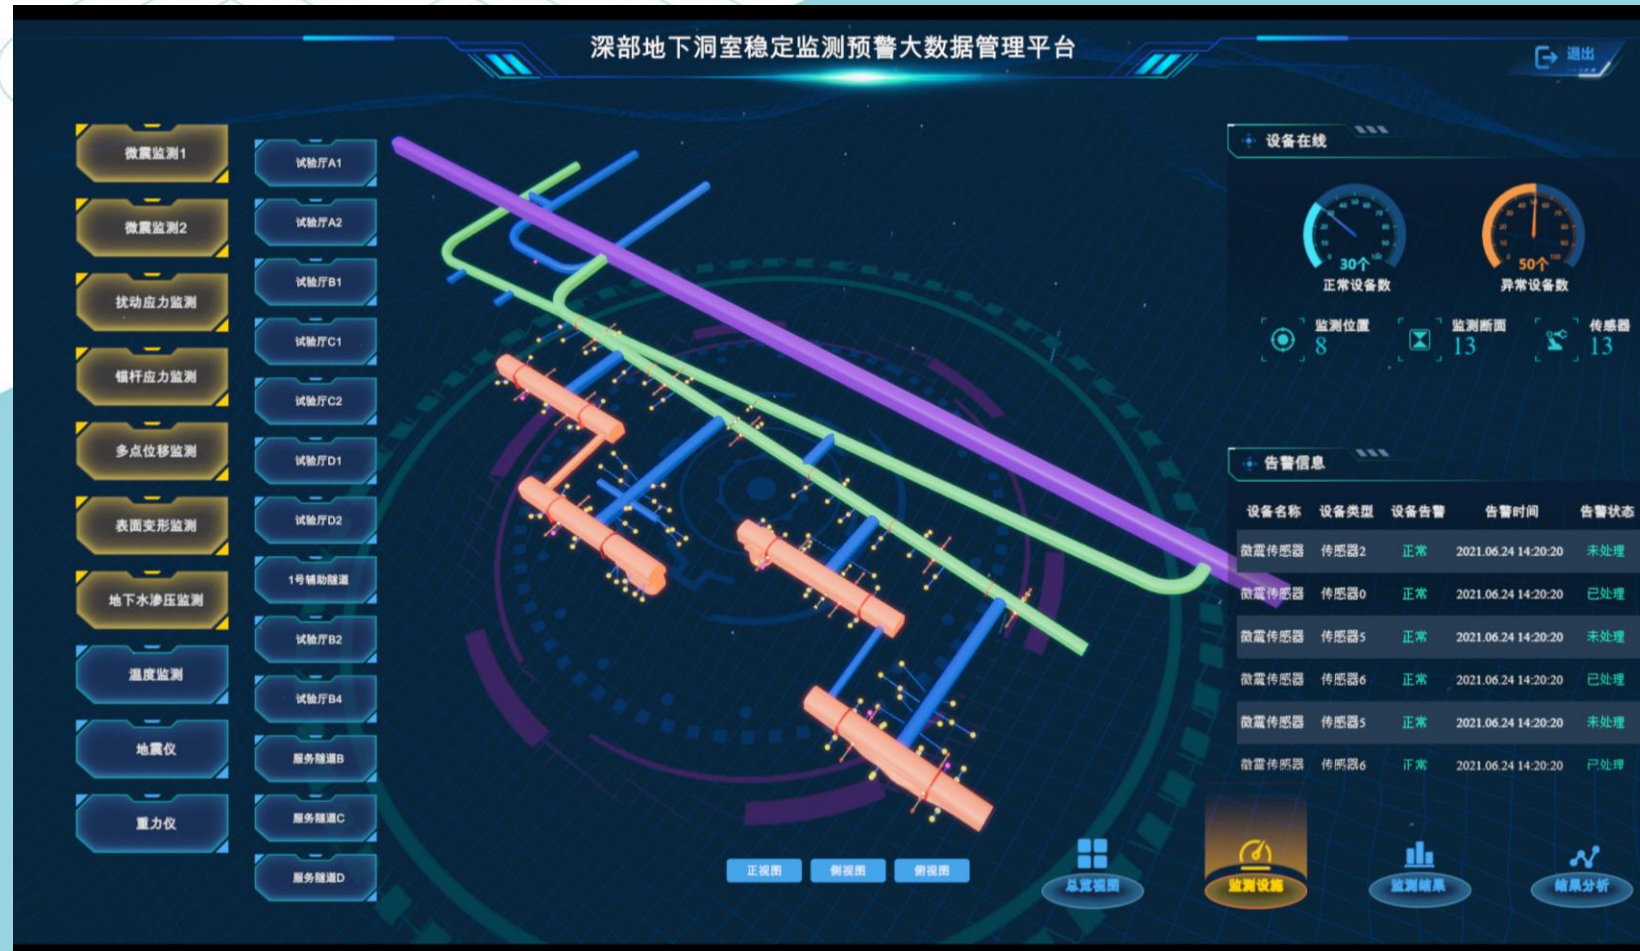 深部地下洞室稳定监测预警大数据管理平台
退出
微震监测1
微震监测2
扰动应力监测
锚杆应力监测
多点位移监测
表面变形监测
地下水渗压监测
温度监测
地震仪
重力仪
试验厅A1
试验厅A2
试验厅B1
试验厅C1
试验厅C2
试验厅D1
试验厅D2
1号辅助隧道
试验厅B2
试验厅B4
服务隧道B
服务隧道C
服务隧道D
正视图 侧视图 俯视图
设备在线
30个 50个
正常设备数 异常设备数
监测位置 监测断面 传感器
8 13 13
告警信息
设备名称 设备类型 设备告警 告警时间 告警状态
微震传感器 传感器2 正常 2021.06.24 14:20:20 未处理
微震传感器 传感器0 正常 2021.06.24 14:20:20 已处理
微震传感器 传感器5 正常 2021.06.24 14:20:20 未处理
微震传感器 传感器6 正常 2021.06.24 14:20:20 已处理
微震传感器 传感器5 正常 2021.06.24 14:20:20 未处理
微震传感器 传感器6 正常 2021.06.24 14:20:20 已处理
总览视图 监测设施 监测结果 结果分析